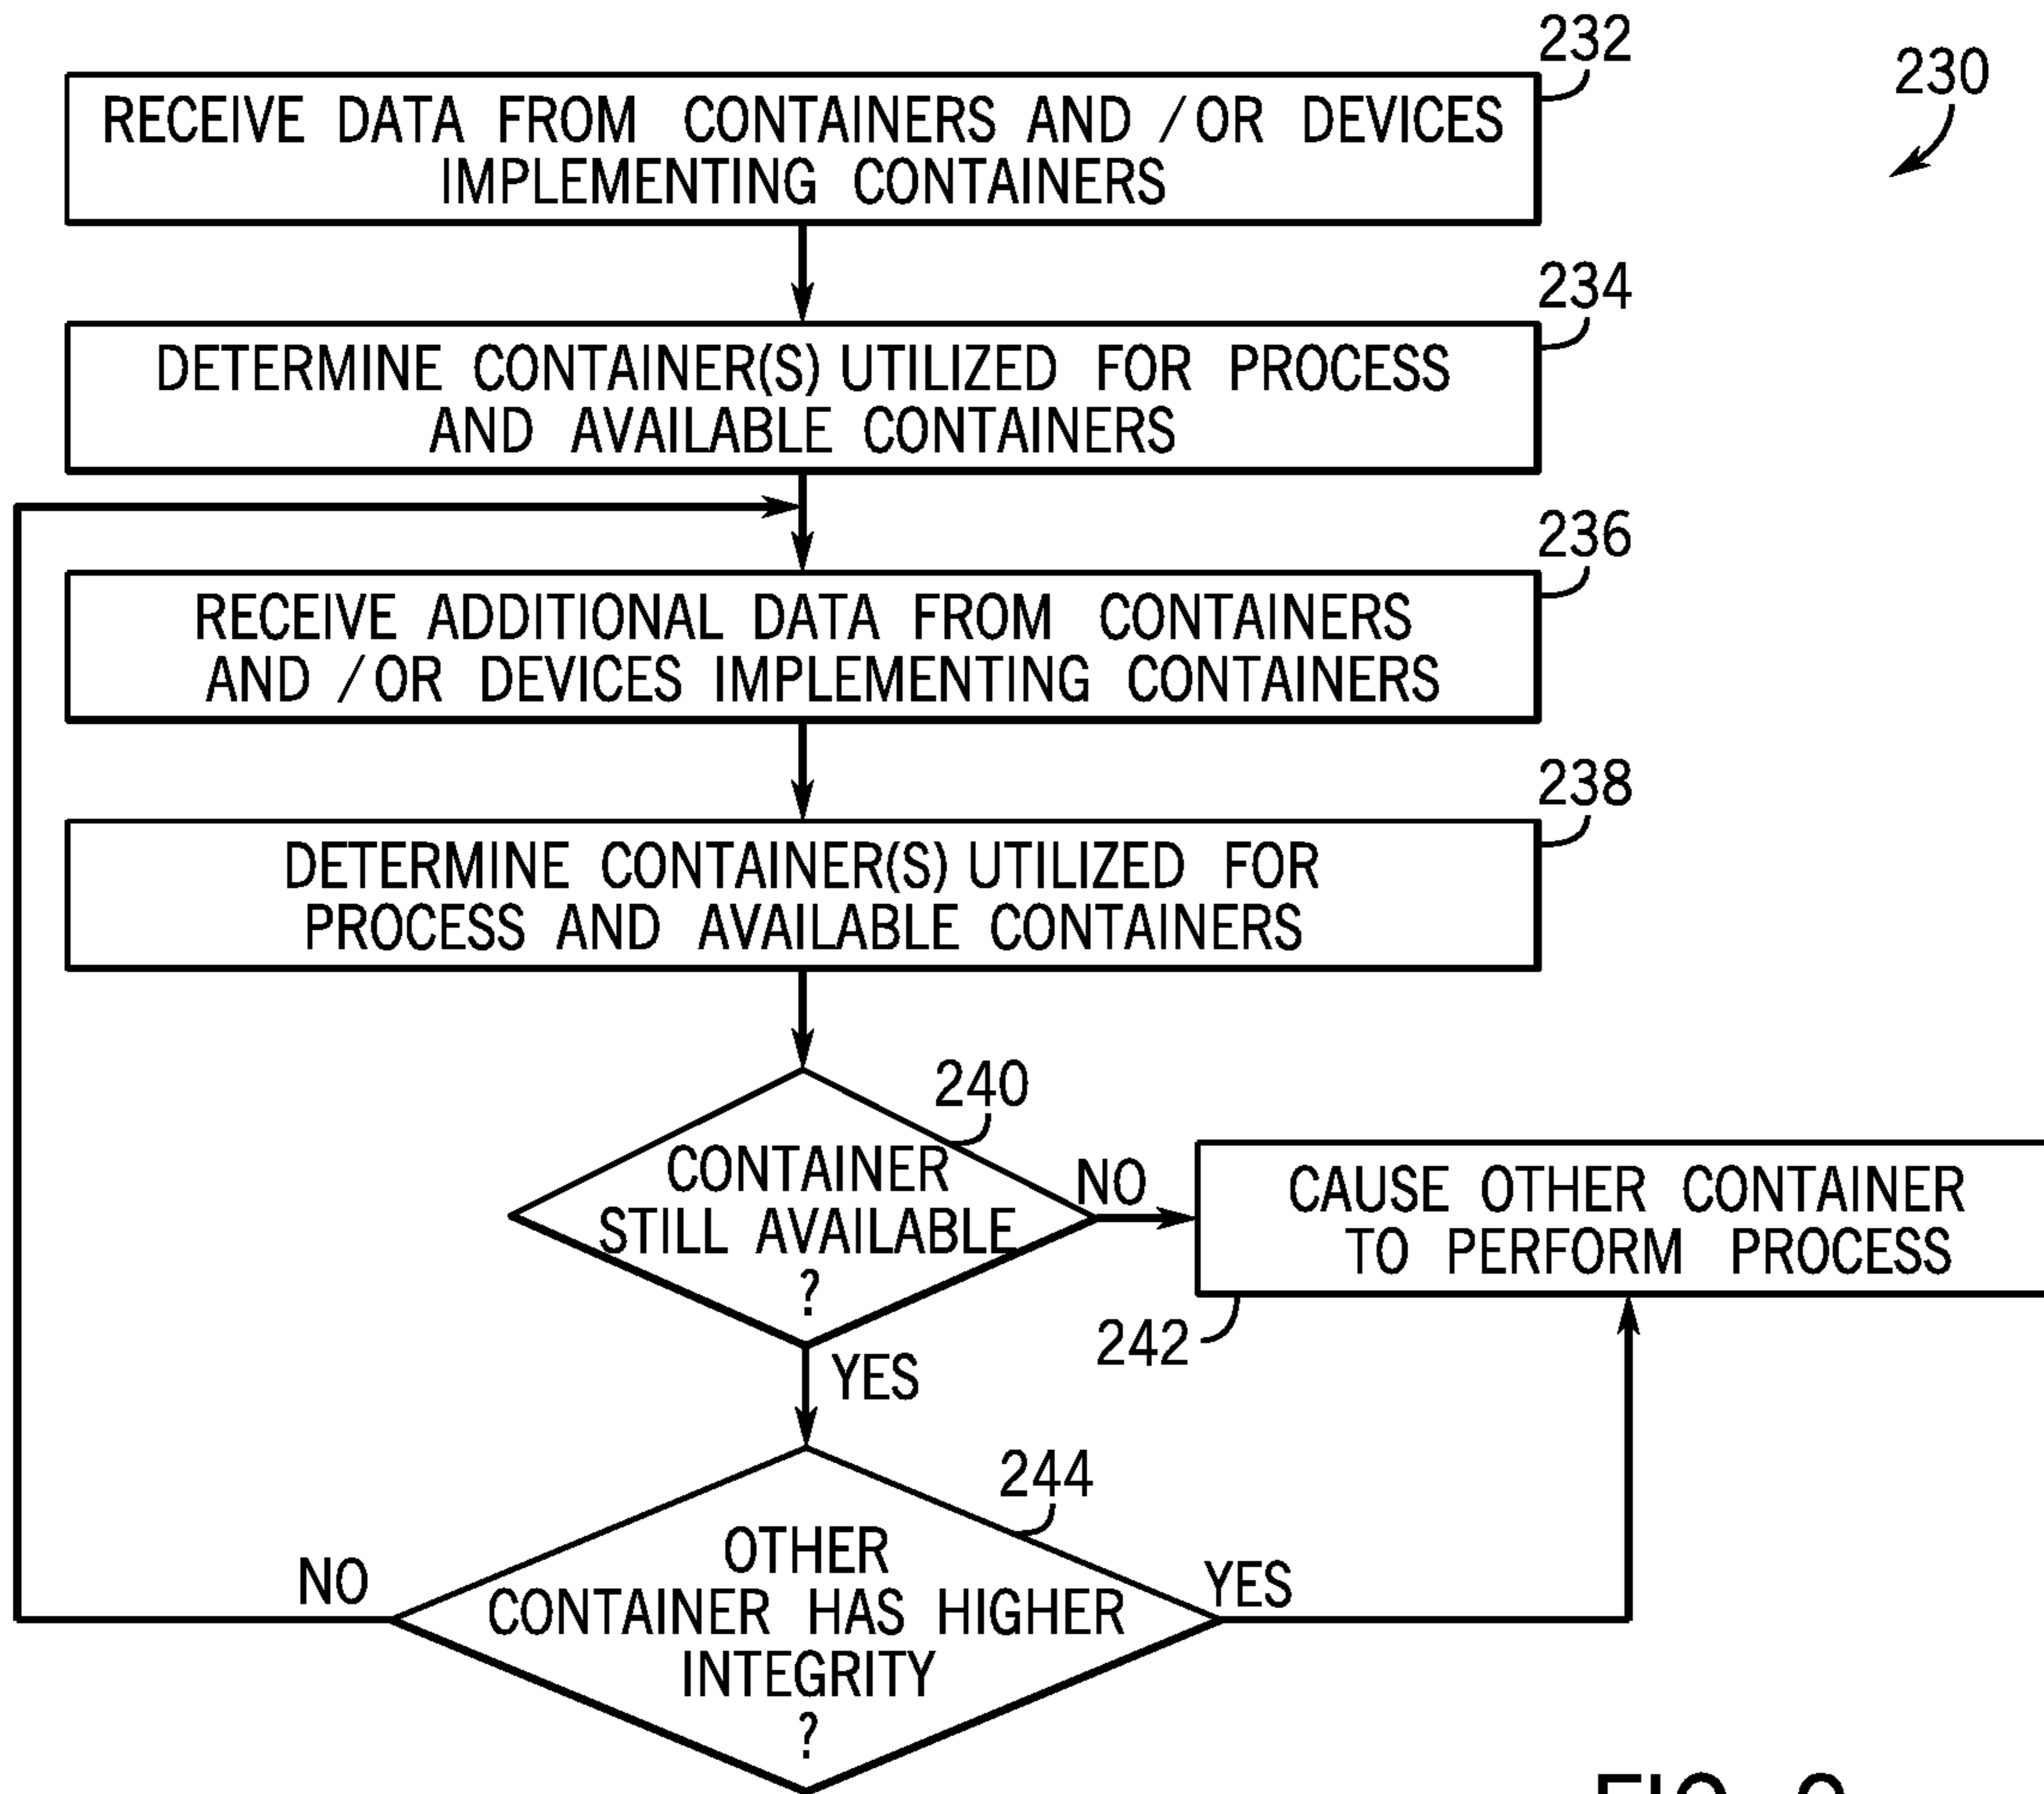 232
230
RECEIVE DATA FROM CONTAINERS AND /OR DEVICES
IMPLEMENTING CONTAINERS
234
DETERMINE CONTAINER(S) UTILIZED FOR PROCESS
AND AVAILABLE CONTAINERS
236
RECEIVE ADDITIONAL DATA FROM CONTAINERS
AND /OR DEVICES IMPLEMENTING CONTAINERS
238
DETERMINE CONTAINER(S) UTILIZED FOR
PROCESS AND AVAILABLE CONTAINERS
240
CONTAINER
STILL AVAILABLE
?
NO
CAUSE OTHER CONTAINER
TO PERFORM PROCESS
242
YES
244
OTHER
CONTAINER HAS HIGHER
INTEGRITY
?
NO
YES